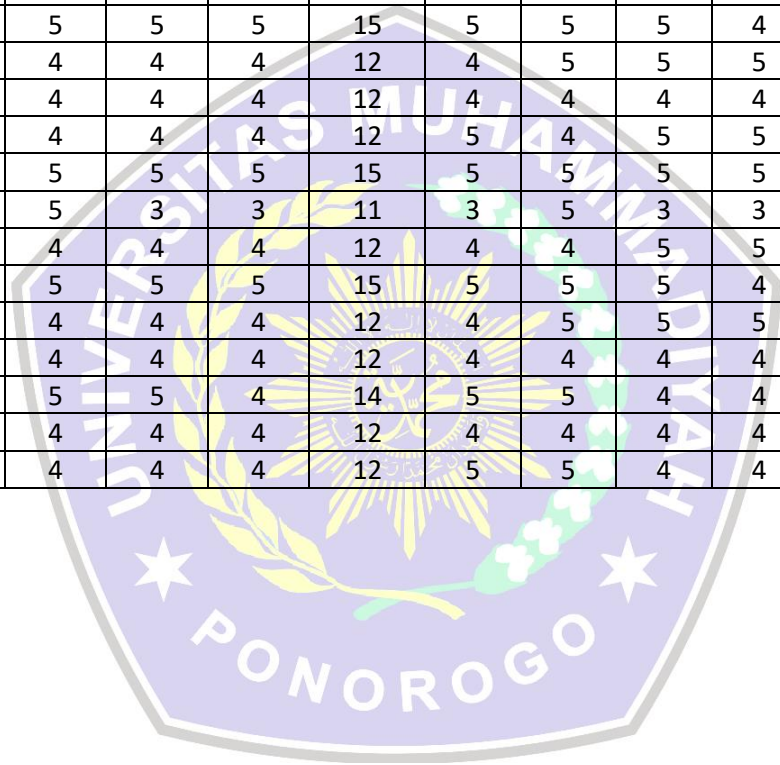 5 5 5 15 5 5 5 4
4 4 4 12 4 5 5 5
4 4 4 12 4 4 4 4
4 4 4 12 5 4 5 5
5 5 5 15 5 5 5 5
5 3 3 11 3 5 3 3
4 4 4 12 4 4 5 5
5 5 5 15 5 5 5 4
4 4 4 12 4 5 5 5
4 4 4 12 4 4 4 4
5 5 4 14 5 5 4 4
4 4 4 12 4 4 4 4
4 4 4 12 5 5 4 4
UNIVERSITAS MUHAMMADIYAH
PONOROGO